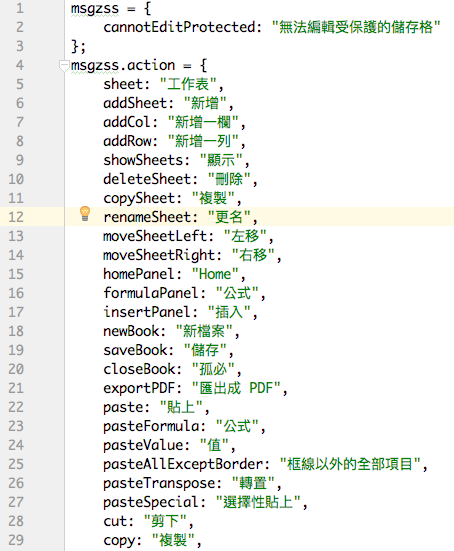 1 msgzss = {
2 cannotEditProtected: "無法編輯受保護的儲存格"
3 };
4 msgzss.action = {
5 sheet: "工作表",
6 addSheet: "新增",
7 addCol: "新增一欄",
8 addRow: "新增一列",
9 showSheets: "顯示",
10 deleteSheet: "刪除",
11 copySheet: "複製",
12 renameSheet: "更名",
13 moveSheetLeft: "左移",
14 moveSheetRight: "右移",
15 homePanel: "Home",
16 formulaPanel: "公式",
17 insertPanel: "插入",
18 newBook: "新檔案",
19 saveBook: "儲存",
20 closeBook: "孤必",
21 exportPDF: "匯出成 PDF",
22 paste: "貼上",
23 pasteFormula: "公式",
24 pasteValue: "值",
25 pasteAllExceptBorder: "框線以外的全部項目",
26 pasteTranspose: "轉置",
27 pasteSpecial: "選擇性貼上",
28 cut: "剪下",
29 copy: "複製",